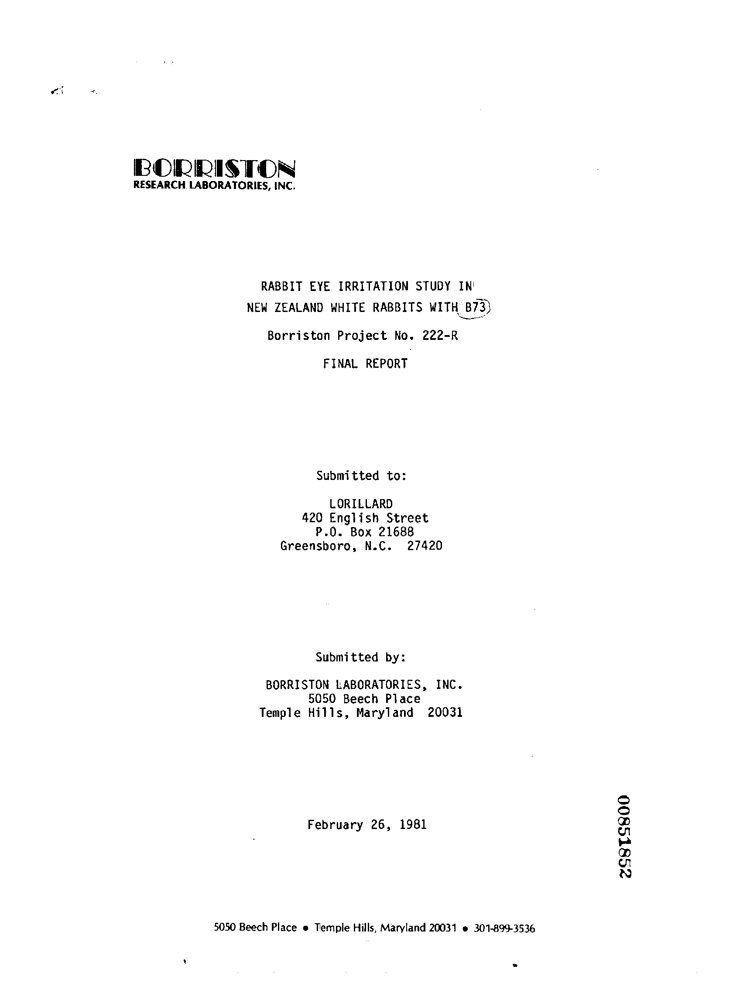 BORRISTON
RESEARCH LABORATORIES, INC.
RABBIT EYE IRRITATION STUDY IN
NEW ZEALAND WHITE RABBITS WITH B73
Borriston Project No. 222-R
FINAL REPORT
Submitted to:
LORILLARD
420 English Street
P.O. Box 21688
Greensboro, N.C. 27420
Submitted by:
BORRISTON LABORATORIES, INC.
5050 Beech Place
Temple Hills, Maryland 20031
February 26, 1981
00851852
5050 Beech Place • Temple Hills, Maryland 20031 • 301-899-3536